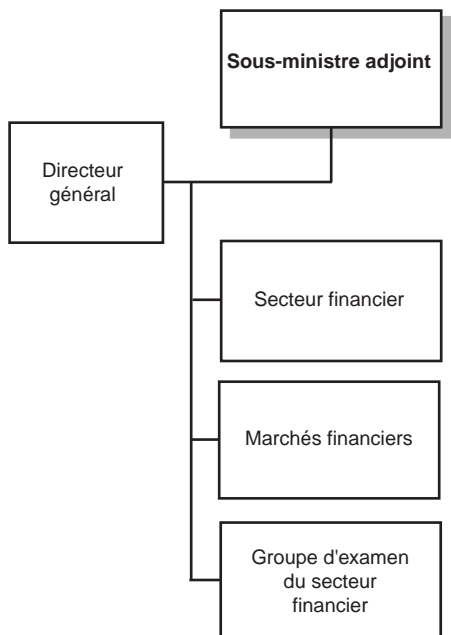 Sous-ministre adjoint
Directeur
général
Secteur financier
Marchés financiers
Groupe d'examen
du secteur
financier